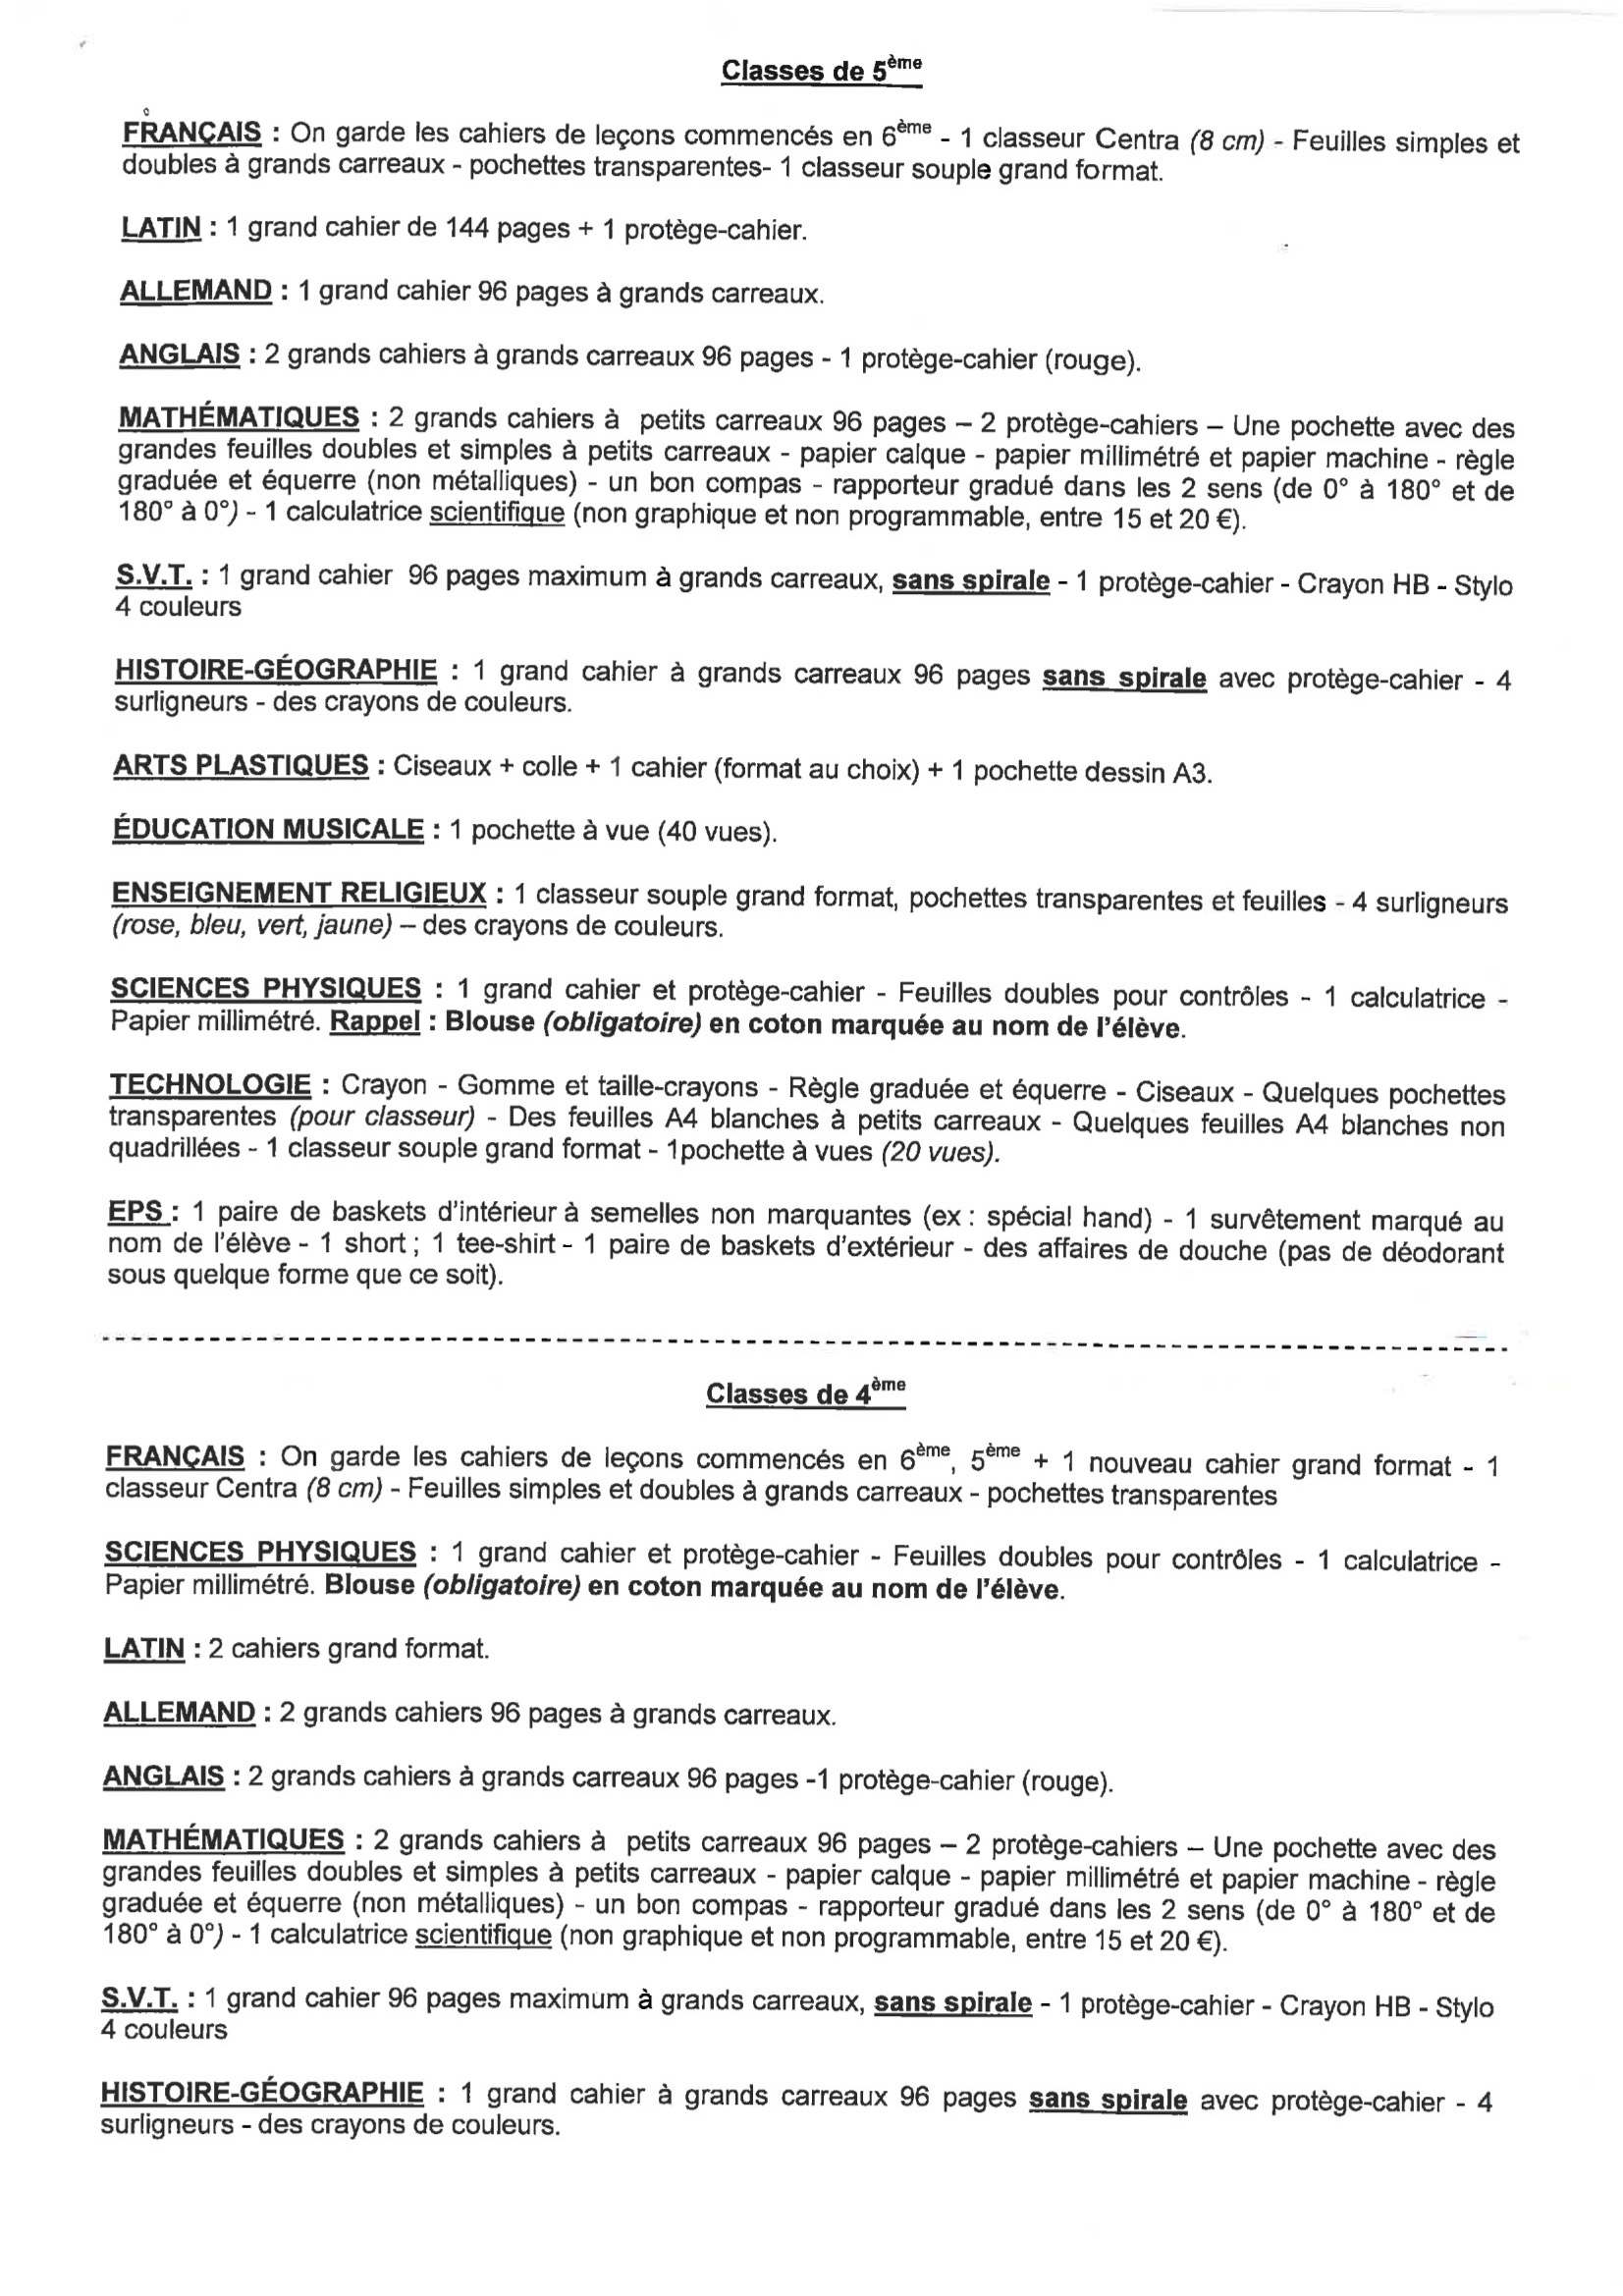 Classes de 5ème
FRANÇAIS : On garde les cahiers de leçons commencés en 6ème - 1 classeur Centra (8 cm) - Feuilles simples et
doubles à grands carreaux - pochettes transparentes- 1 classeur souple grand format.
LATIN : 1 grand cahier de 144 pages + 1 protège-cahier.
ALLEMAND : 1 grand cahier 96 pages à grands carreaux.
ANGLAIS : 2 grands cahiers à grands carreaux 96 pages - 1 protège-cahier (rouge).
MATHÉMATIQUES : 2 grands cahiers à petits carreaux 96 pages – 2 protège-cahiers – Une pochette avec des
grandes feuilles doubles et simples à petits carreaux - papier calque - papier millimétré et papier machine - règle
graduée et équerre (non métalliques) - un bon compas - rapporteur gradué dans les 2 sens (de 0° à 180° et de
180° à 0°) - 1 calculatrice scientifique (non graphique et non programmable, entre 15 et 20 €).
S.V.T. : 1 grand cahier 96 pages maximum à grands carreaux, sans spirale - 1 protège-cahier - Crayon HB - Stylo
4 couleurs
HISTOIRE-GÉOGRAPHIE : 1 grand cahier à grands carreaux 96 pages sans spirale avec protège-cahier - 4
surligneurs - des crayons de couleurs.
ARTS PLASTIQUES : Ciseaux + colle + 1 cahier (format au choix) + 1 pochette dessin A3.
ÉDUCATION MUSICALE : 1 pochette à vue (40 vues).
ENSEIGNEMENT RELIGIEUX : 1 classeur souple grand format, pochettes transparentes et feuilles - 4 surligneurs
(rose, bleu, vert, jaune) – des crayons de couleurs.
SCIENCES PHYSIQUES : 1 grand cahier et protège-cahier - Feuilles doubles pour contrôles - 1 calculatrice -
Papier millimétré. Rappel : Blouse (obligatoire) en coton marquée au nom de l'élève.
TECHNOLOGIE : Crayon - Gomme et taille-crayons - Règle graduée et équerre - Ciseaux - Quelques pochettes
transparentes (pour classeur) - Des feuilles A4 blanches à petits carreaux - Quelques feuilles A4 blanches non
quadrillées - 1 classeur souple grand format - 1pochette à vues (20 vues).
EPS : 1 paire de baskets d'intérieur à semelles non marquantes (ex : spécial hand) - 1 survêtement marqué au
nom de l'élève - 1 short ; 1 tee-shirt - 1 paire de baskets d'extérieur - des affaires de douche (pas de déodorant
sous quelque forme que ce soit).
Classes de 4ème
FRANÇAIS : On garde les cahiers de leçons commencés en 6ème, 5ème + 1 nouveau cahier grand format - 1
classeur Centra (8 cm) - Feuilles simples et doubles à grands carreaux - pochettes transparentes
SCIENCES PHYSIQUES : 1 grand cahier et protège-cahier - Feuilles doubles pour contrôles - 1 calculatrice -
Papier millimétré. Blouse (obligatoire) en coton marquée au nom de l'élève.
LATIN : 2 cahiers grand format.
ALLEMAND : 2 grands cahiers 96 pages à grands carreaux.
ANGLAIS : 2 grands cahiers à grands carreaux 96 pages -1 protège-cahier (rouge).
MATHÉMATIQUES : 2 grands cahiers à petits carreaux 96 pages – 2 protège-cahiers – Une pochette avec des
grandes feuilles doubles et simples à petits carreaux - papier calque - papier millimétré et papier machine - règle
graduée et équerre (non métalliques) - un bon compas - rapporteur gradué dans les 2 sens (de 0° à 180° et de
180° à 0°) - 1 calculatrice scientifique (non graphique et non programmable, entre 15 et 20 €).
S.V.T. : 1 grand cahier 96 pages maximum à grands carreaux, sans spirale - 1 protège-cahier - Crayon HB - Stylo
4 couleurs
HISTOIRE-GÉOGRAPHIE : 1 grand cahier à grands carreaux 96 pages sans spirale avec protège-cahier - 4
surligneurs - des crayons de couleurs.